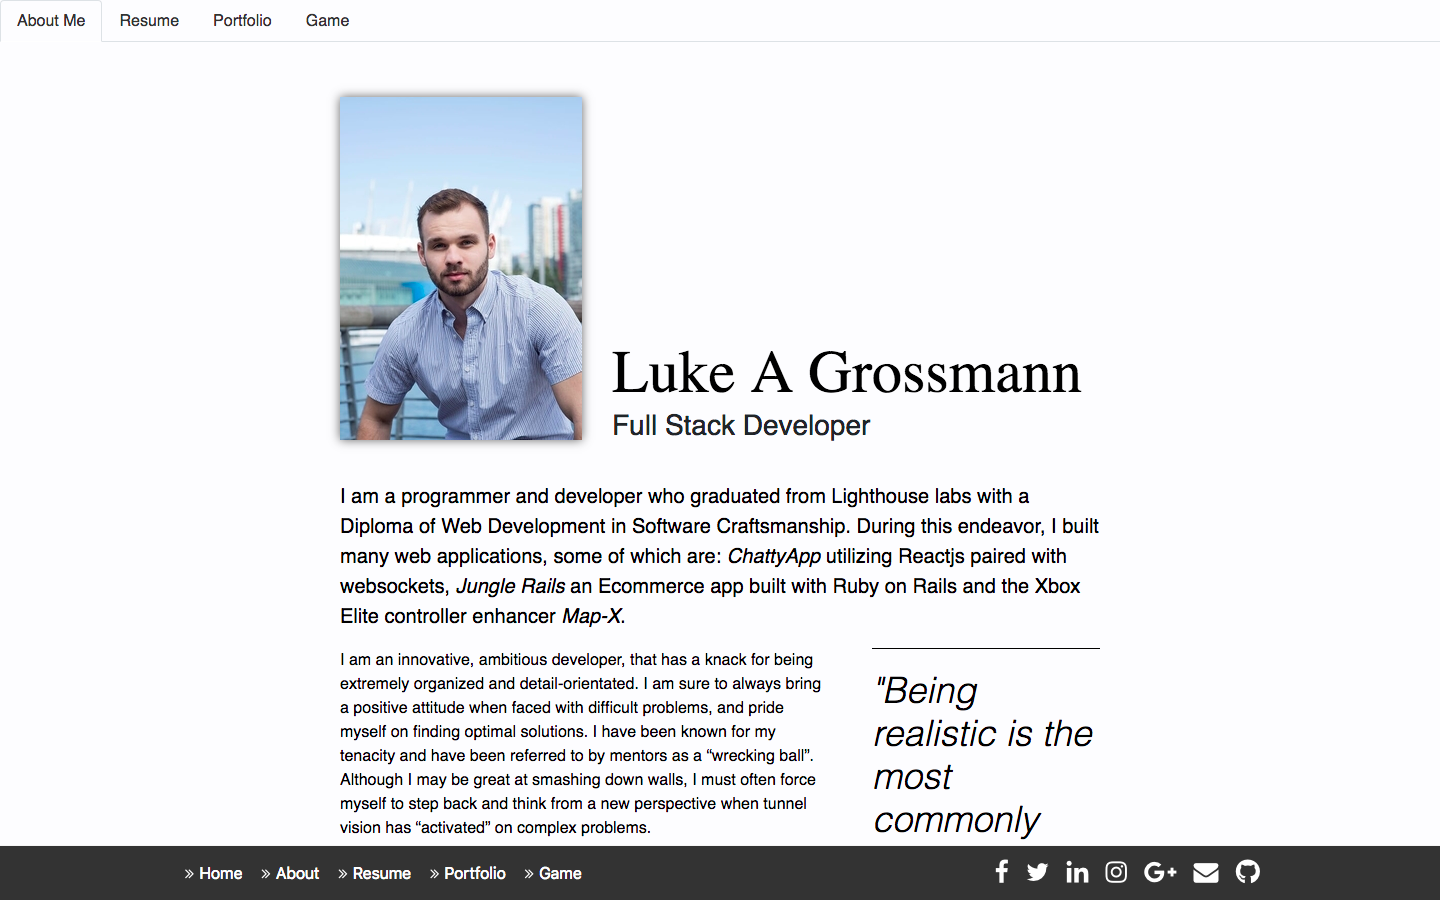 About Me Resume Portfolio Game
Luke A Grossmann
Full Stack Developer
I am a programmer and developer who graduated from Lighthouse labs with a
Diploma of Web Development in Software Craftsmanship. During this endeavor, I built
many web applications, some of which are: ChattyApp utilizing Reactjs paired with
websockets, Jungle Rails an Ecommerce app built with Ruby on Rails and the Xbox
Elite controller enhancer Map-X.
I am an innovative, ambitious developer, that has a knack for being
extremely organized and detail-orientated. I am sure to always bring
a positive attitude when faced with difficult problems, and pride
myself on finding optimal solutions. I have been known for my
tenacity and have been referred to by mentors as a “wrecking ball”.
Although I may be great at smashing down walls, I must often force
myself to step back and think from a new perspective when tunnel
vision has “activated” on complex problems.
"Being
realistic is the
most
commonly
» Home » About » Resume » Portfolio » Game